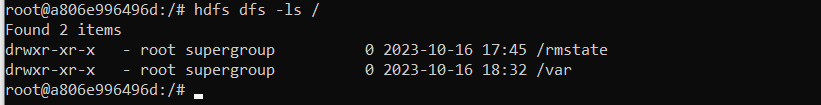 root@a806e996496d:/# hdfs dfs -ls /
Found 2 items
drwxr-xr-x   - root supergroup          0 2023-10-16 17:45 /rmstate
drwxr-xr-x   - root supergroup          0 2023-10-16 18:32 /var
root@a806e996496d:/#